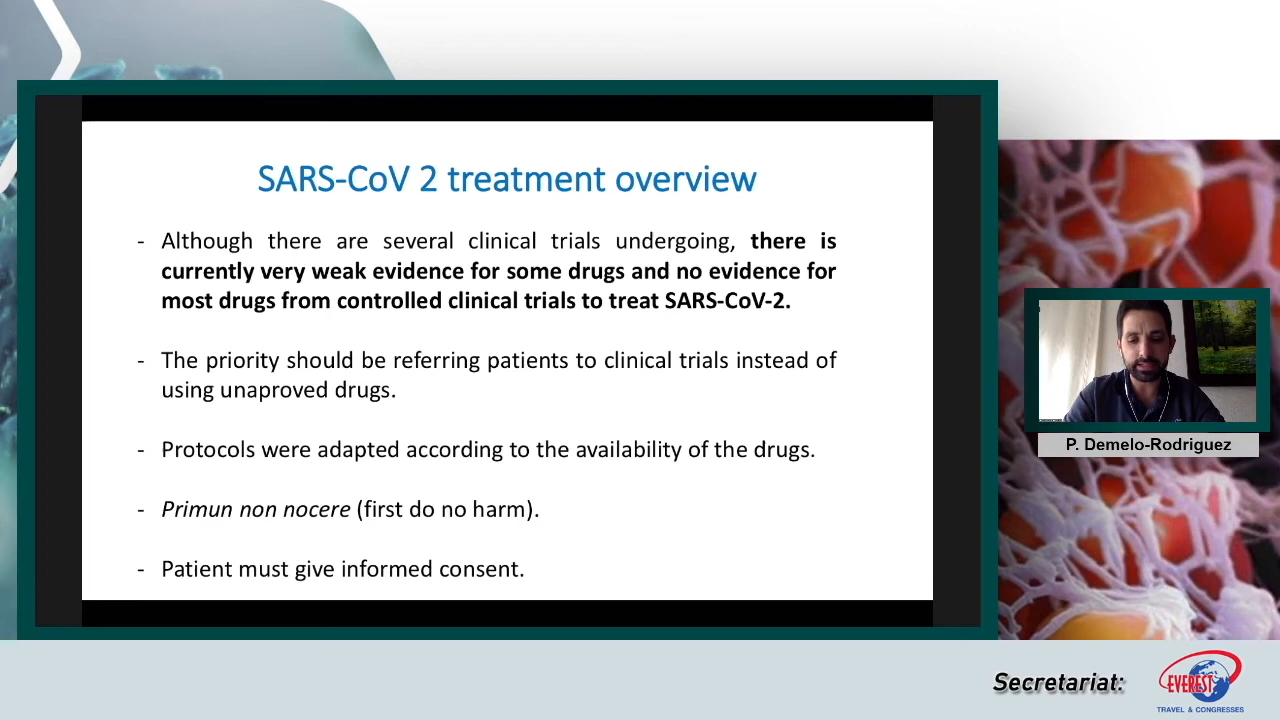 SARS-CoV 2 treatment overview
- Although there are several clinical trials undergoing, there is
currently very weak evidence for some drugs and no evidence for
most drugs from controlled clinical trials to treat SARS-CoV-2.
- The priority should be referring patients to clinical trials instead of
using unaproved drugs.
- Protocols were adapted according to the availability of the drugs.
- Primun non nocere (first do no harm).
- Patient must give informed consent.
P. Demelo-Rodriguez
Secretariat:
EVEREST
TRAVEL & CONGRESSES